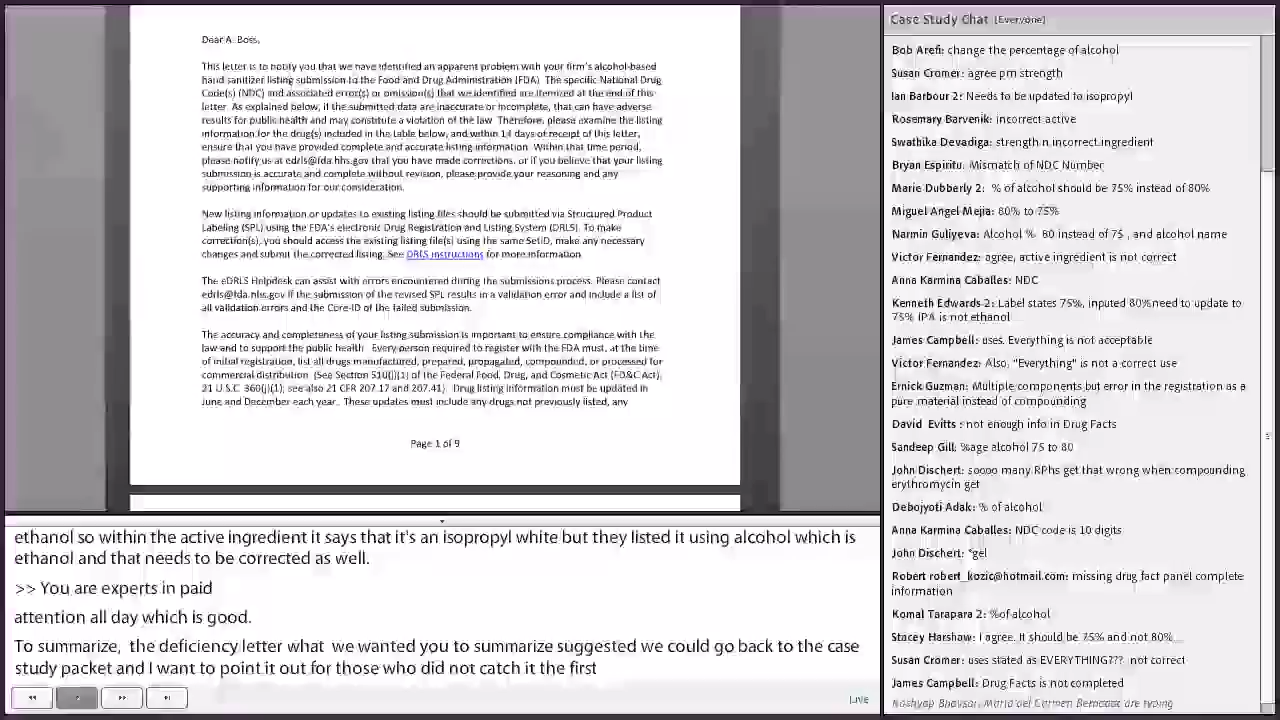 Dear A. Boss,
This letter is to notify you that we have identified an apparent problem with your firm's alcohol-based
hand sanitizer listing submission to the Food and Drug Administration (FDA). The specific National Drug
Code(s) (NDC) and associated error(s) or omission(s) that we identified are itemized at the end of this
letter. As explained below, if the submitted data are inaccurate or incomplete, that can have adverse
results for public health and may constitute a violation of the law. Therefore, please examine the listing
information for the drug(s) included in the table below, and within 14 days of receipt of this letter,
ensure that you have provided complete and accurate listing information. Within that time period,
please notify us at edrls@fda.hhs.gov that you have made corrections, or if you believe that your listing
submission is accurate and complete without revision, please provide your reasoning and any
supporting information for our consideration.
New listing information or updates to existing listing files should be submitted via Structured Product
Labeling (SPL) using the FDA's electronic Drug Registration and Listing System (DRLS). To make
correction(s), you should access the existing listing file(s) using the same SetID, make any necessary
changes and submit the corrected listing. See DRLS instructions for more information.
The eDRLS Helpdesk can assist with errors encountered during the submissions process. Please contact
edrls@fda.hhs.gov if the submission of the revised SPL results in a validation error and include a list of
all validation errors and the Core-ID of the failed submission.
The accuracy and completeness of your listing submission is important to ensure compliance with the
law and to support the public health. Every person required to register with the FDA must, at the time
of initial registration, list all drugs manufactured, prepared, propagated, compounded, or processed for
commercial distribution. (See Section 510(j)(1) of the Federal Food, Drug, and Cosmetic Act (FD&C Act),
21 U.S.C. 360(j)(1); see also 21 CFR 207.17 and 207.41). Drug listing information must be updated in
June and December each year. These updates must include any drugs not previously listed, any
Page 1 of 9
ethanol so within the active ingredient it says that it's an isopropyl white but they listed it using alcohol which is
ethanol and that needs to be corrected as well.
>> You are experts in paid
attention all day which is good.
To summarize, the deficiency letter what we wanted you to summarize suggested we could go back to the case
study packet and I want to point it out for those who did not catch it the first
Live
Case Study Chat (Everyone)
Bob Arefi: change the percentage of alcohol
Susan Cromer: agree prn strength
Ian Barbour 2: Needs to be updated to isopropyl
Rosemary Barvenik: incorrect active
Swathika Devadiga: strength n incorrect ingredient
Bryan Espiritu: Mismatch of NDC Number
Marie Dubberly 2: % of alcohol should be 75% instead of 80%
Miguel Angel Mejia: 80% to 75%
Narmin Guliyeva: Alcohol %- 80 instead of 75 , and alcohol name
Victor Fernandez: agree, active ingredient is not correct
Anna Karmina Caballes: NDC
Kenneth Edwards 2: Label states 75%, inputed 80%need to update to
75% IPA is not ethanol
James Campbell: uses. Everything is not acceptable
Victor Fernandez: Also, "Everything" is not a correct use
Ernick Guzman: Multiple components but error in the registration as a
pure material instead of compounding
David Evitts : not enough info in Drug Facts
Sandeep Gill: %age alcohol 75 to 80
John Dischert: soooo many RPhs get that wrong when compounding
erythromycin get
Debojyoti Adak: % of alcohol
Anna Karmina Caballes: NDC code is 10 digits
John Dischert: *gel
Robert robert_kozic@hotmail.com: missing drug fact panel complete
information
Komal Tarapara 2: %of alcohol
Stacey Harshaw: I agree. It should be 75% and not 80%
Susan Cromer: uses stated as EVERYTHING??? not correct
James Campbell: Drug Facts is not completed
Kashyap Bhavsar, Maria del Carmen Berncast are typing